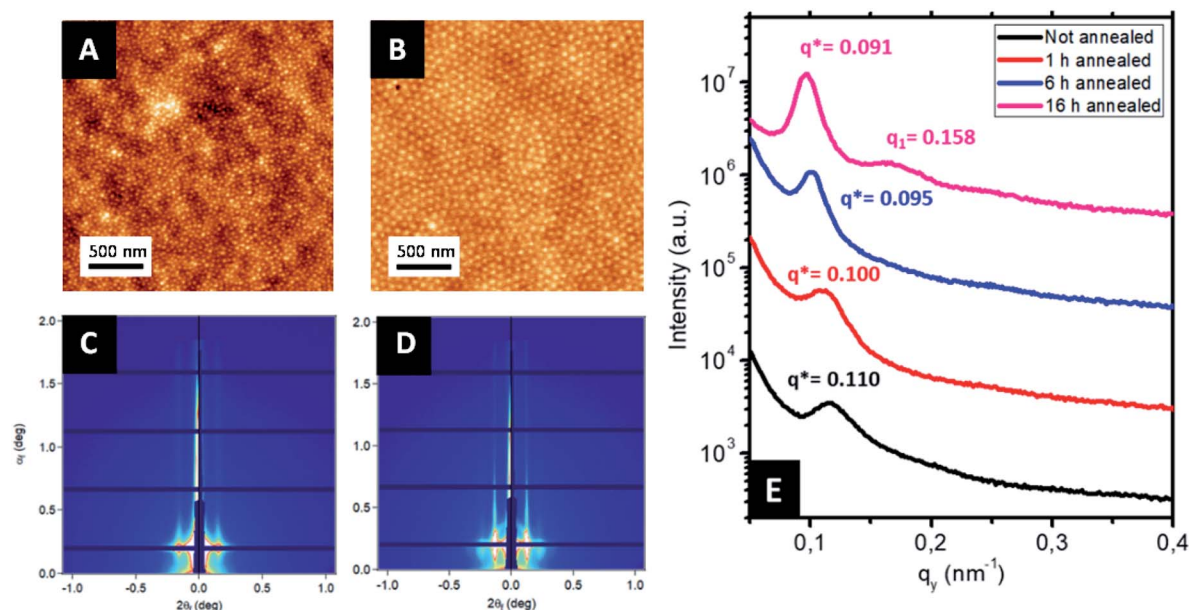 A
500 nm
B
500 nm
C
2.0
1.5
1.0
0.5
0.0
αf (deg)
-1.0
-0.5
0.0
0.5
1.0
2θf (deg)
D
2.0
1.5
1.0
0.5
0.0
-1.0
-0.5
0.0
0.5
1.0
2θf (deg)
E
Not annealed
1 h annealed
6 h annealed
16 h annealed
q*= 0.091
q₁= 0.158
q*= 0.095
q*= 0.100
q*= 0.110
Intensity (a.u.)
10⁷
10⁶
10⁵
10⁴
10³
0,1
0,2
0,3
0,4
qy (nm⁻¹)